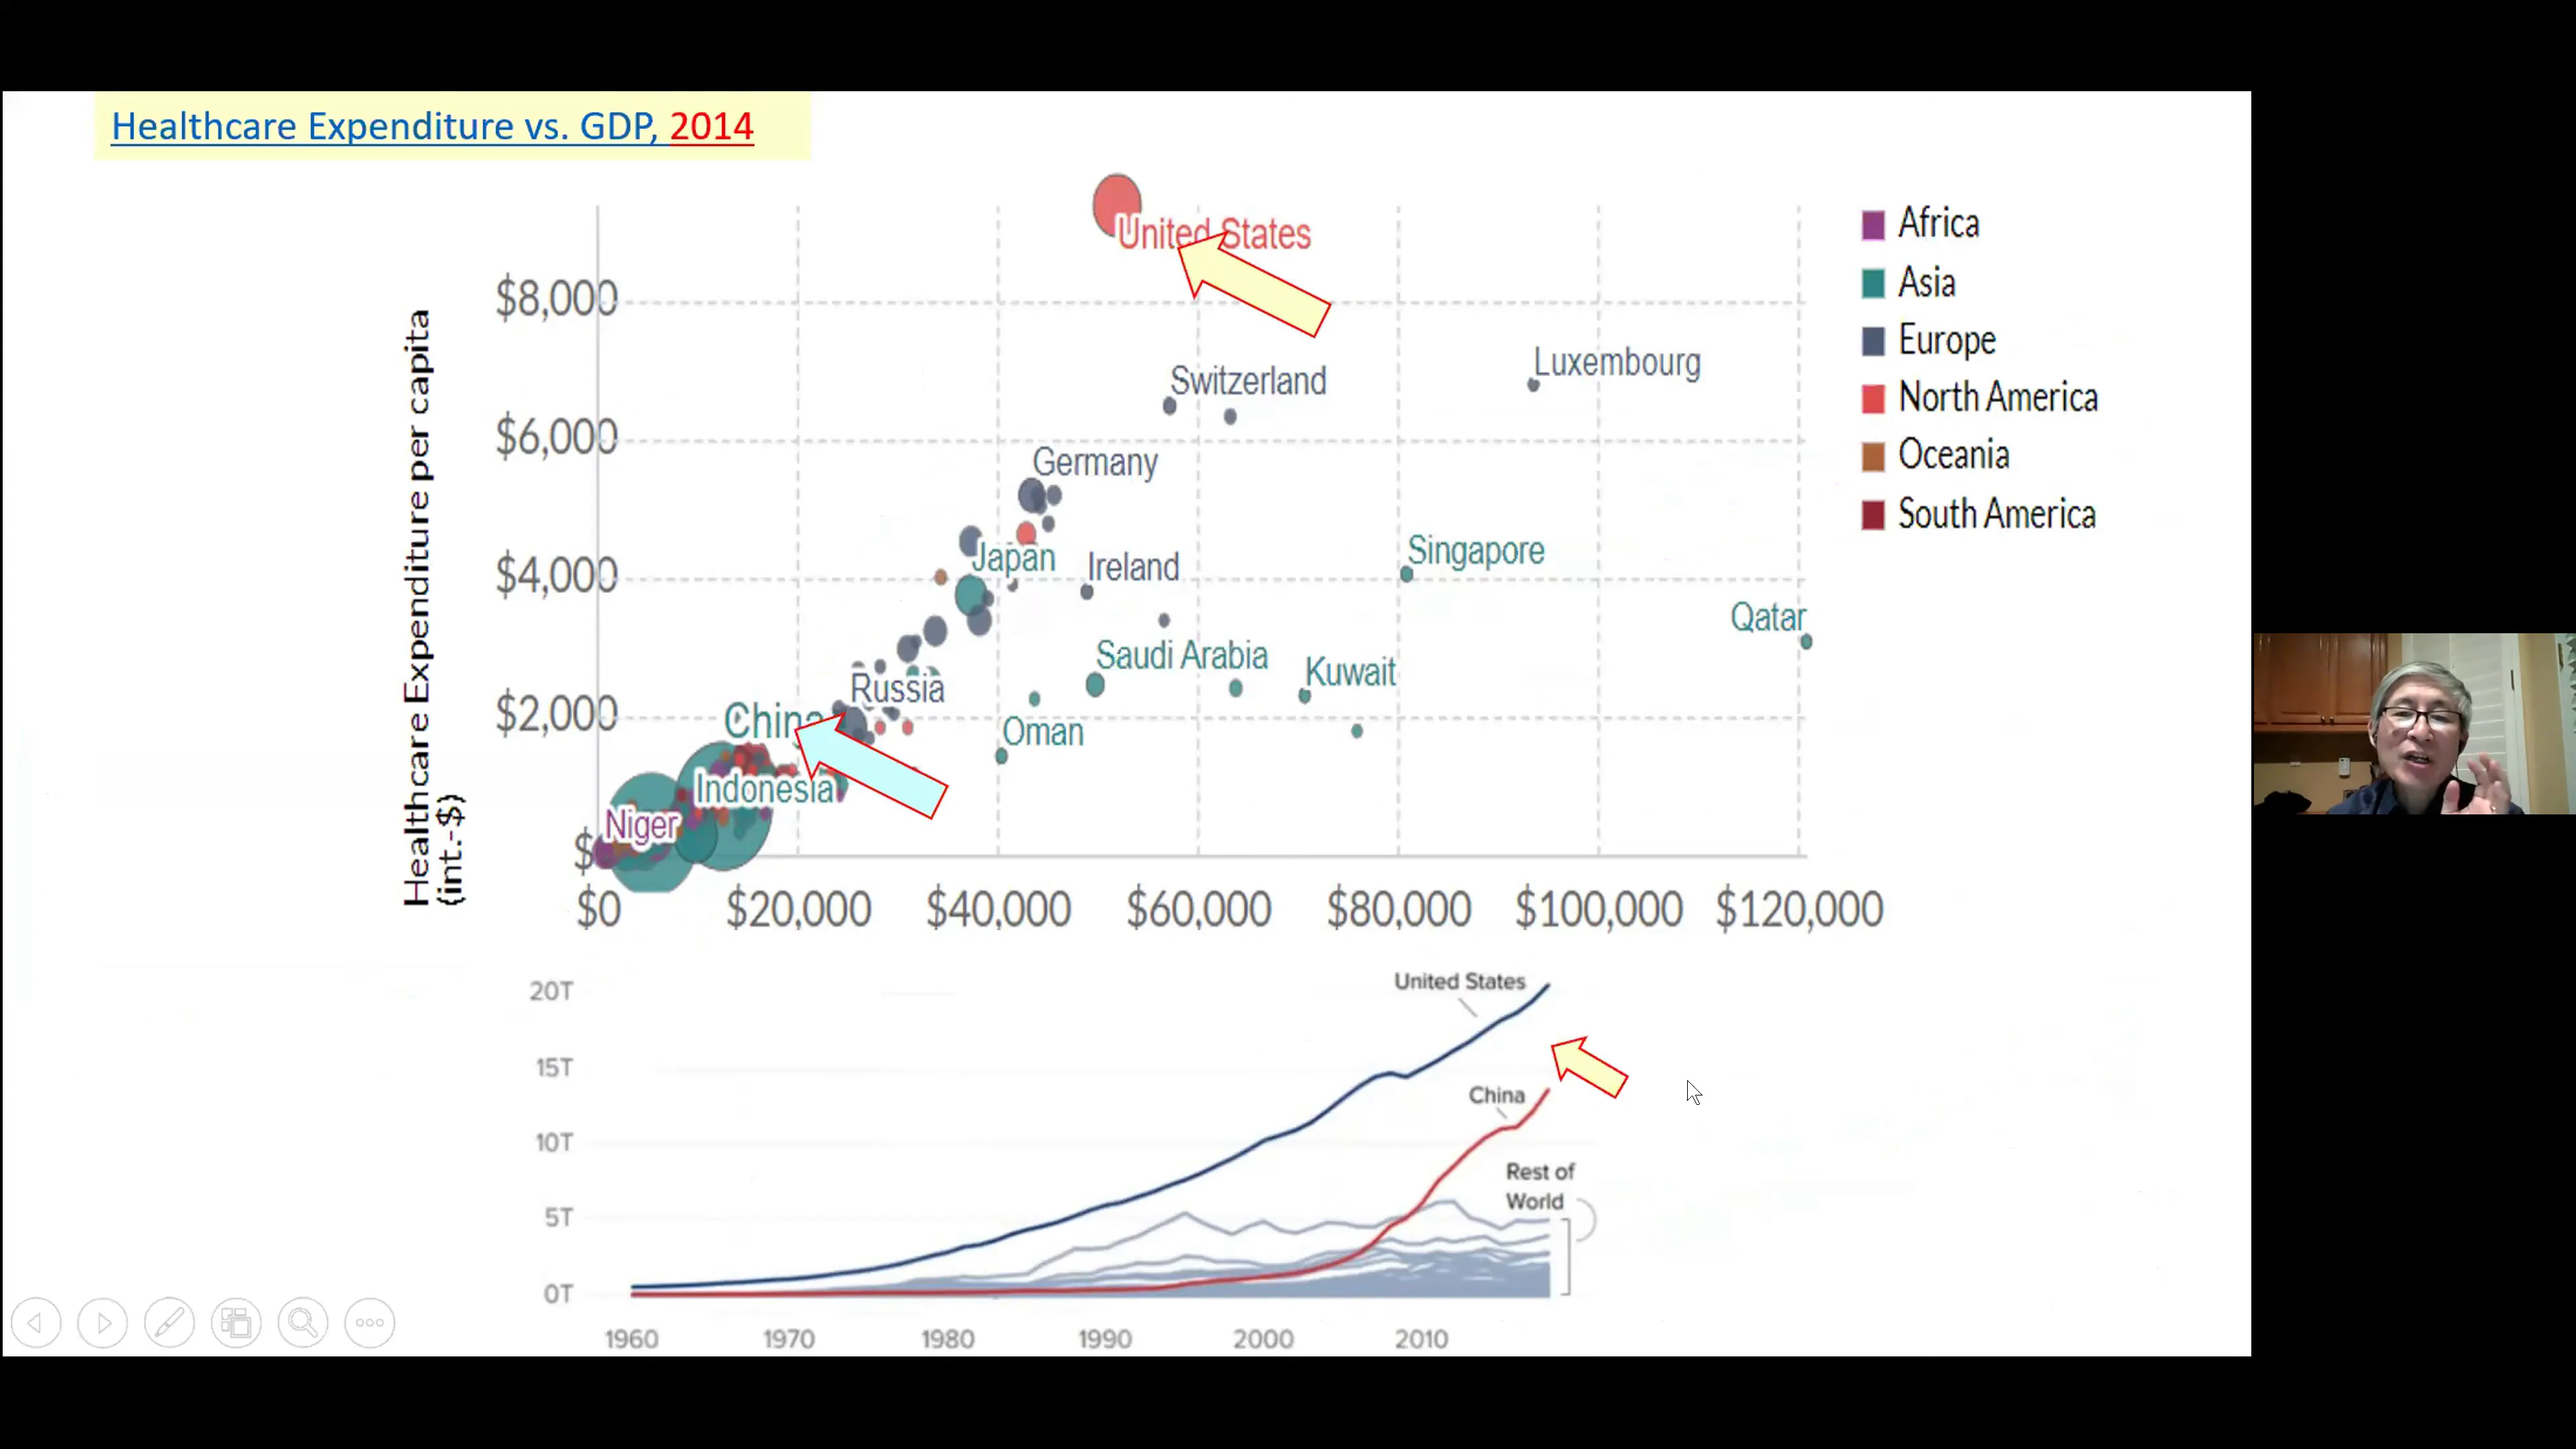 Healthcare Expenditure vs. GDP, 2014
Healthcare Expenditure per capita
(int.-$)
$8,000
$6,000
$4,000
$2,000
$
$0
$20,000
$40,000
$60,000
$80,000
$100,000
$120,000
United States
Switzerland
Luxembourg
Germany
Japan
Ireland
Singapore
Qatar
Saudi Arabia
Kuwait
Russia
China
Oman
Indonesia
Niger
Africa
Asia
Europe
North America
Oceania
South America
20T
15T
10T
5T
0T
United States
China
Rest of
World
1960
1970
1980
1990
2000
2010